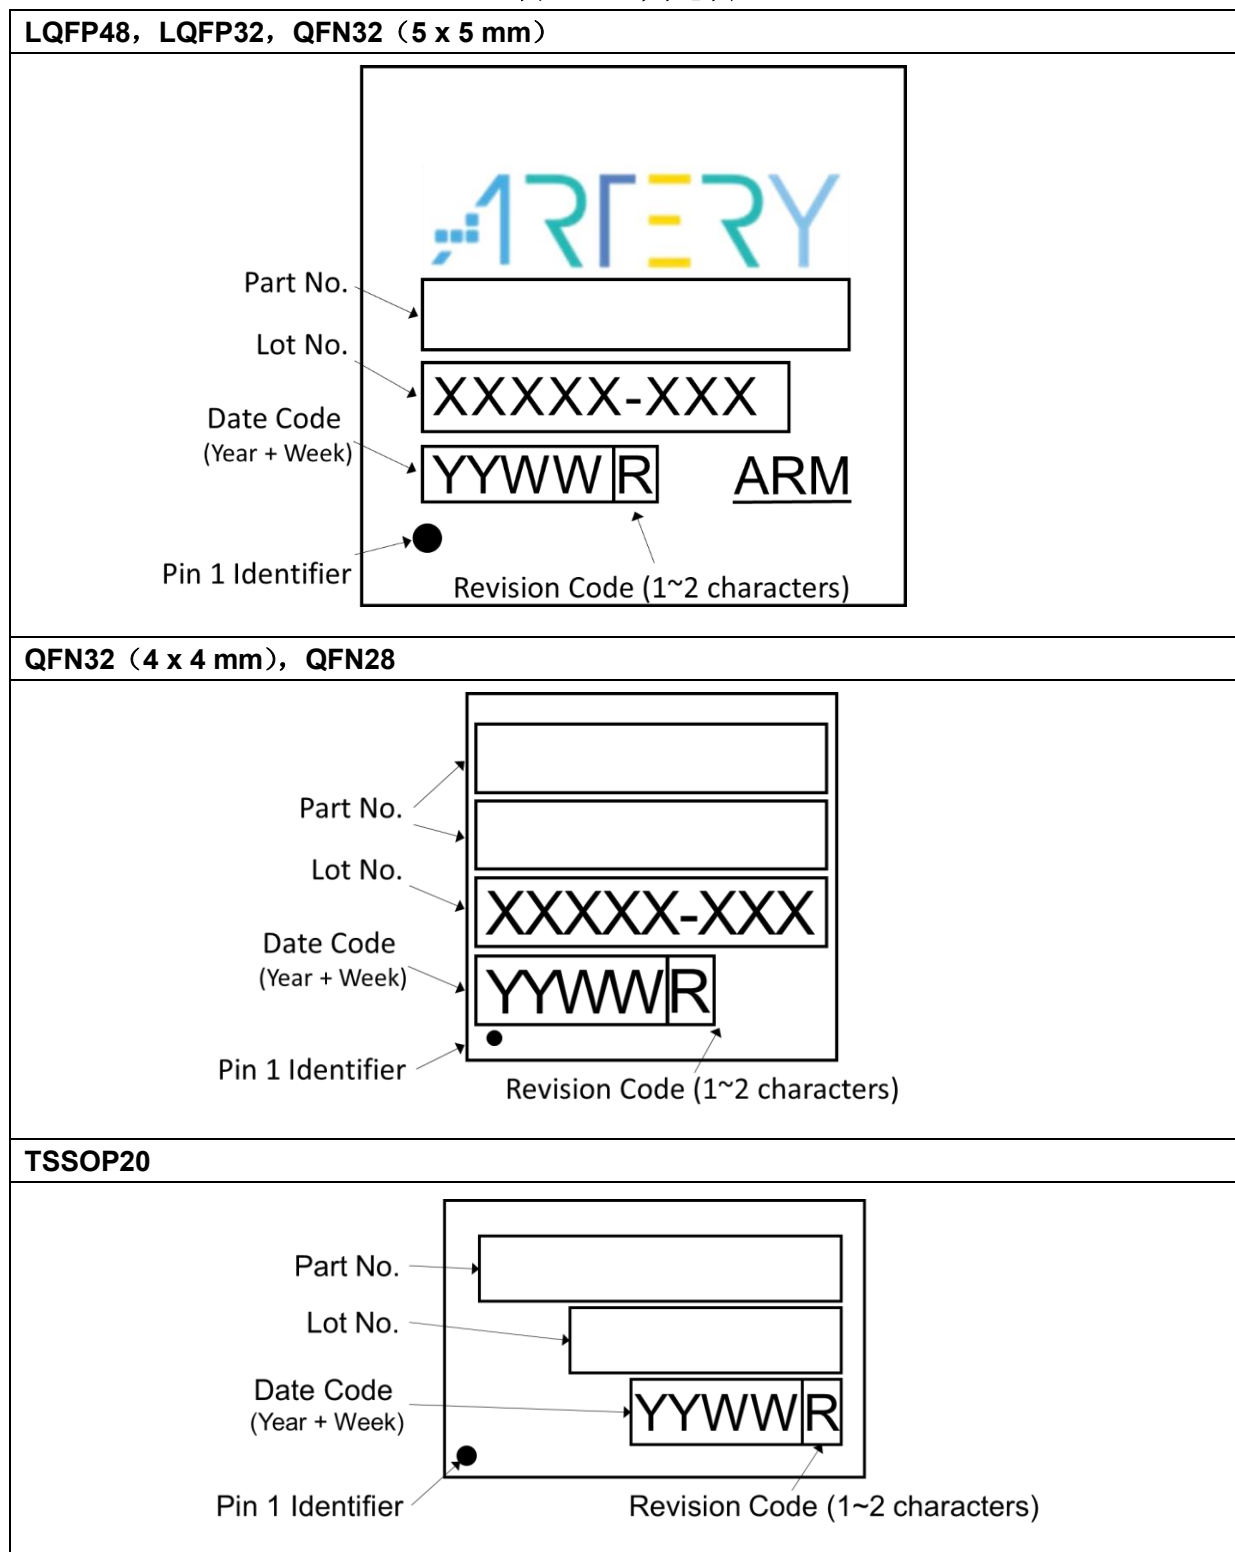 LQFP48，LQFP32，QFN32（5 x 5 mm）
ARTERY
Part No.
Lot No.
XXXXX-XXX
Date Code
(Year + Week)
YYWW R
ARM
Pin 1 Identifier
Revision Code (1~2 characters)
QFN32（4 x 4 mm），QFN28
Part No.
Lot No.
XXXXX-XXX
Date Code
(Year + Week)
YYWW R
Pin 1 Identifier
Revision Code (1~2 characters)
TSSOP20
Part No.
Lot No.
Date Code
(Year + Week)
YYWW R
Pin 1 Identifier
Revision Code (1~2 characters)